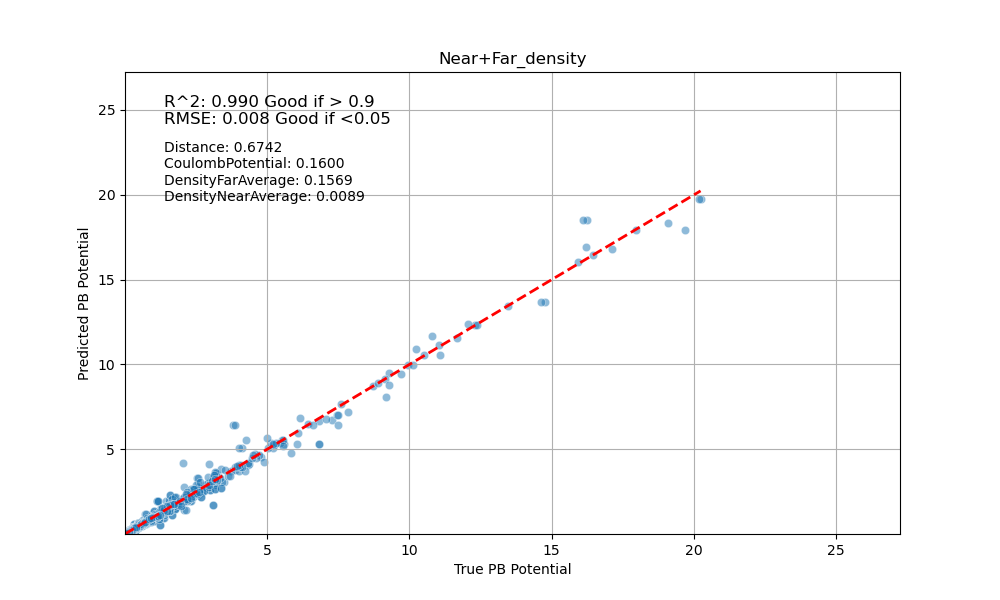 Near+Far_density
R^2: 0.990 Good if > 0.9
RMSE: 0.008 Good if <0.05
Distance: 0.6742
CoulombPotential: 0.1600
DensityFarAverage: 0.1569
DensityNearAverage: 0.0089
25
20
15
10
5
Predicted PB Potential
5
10
15
20
25
True PB Potential